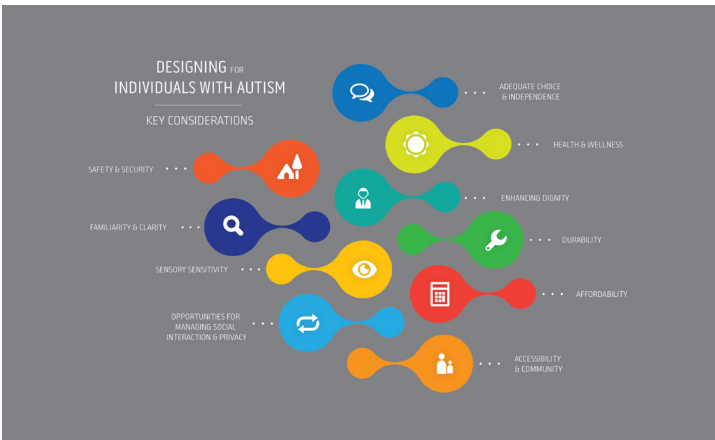 DESIGNING FOR
INDIVIDUALS WITH AUTISM
KEY CONSIDERATIONS
ADEQUATE CHOICE
& INDEPENDENCE
HEALTH & WELLNESS
SAFETY & SECURITY
ENHANCING DIGNITY
FAMILIARITY & CLARITY
DURABILITY
SENSORY SENSITIVITY
AFFORDABILITY
OPPORTUNITIES FOR
MANAGING SOCIAL
INTERACTION & PRIVACY
ACCESSIBILITY
& COMMUNITY